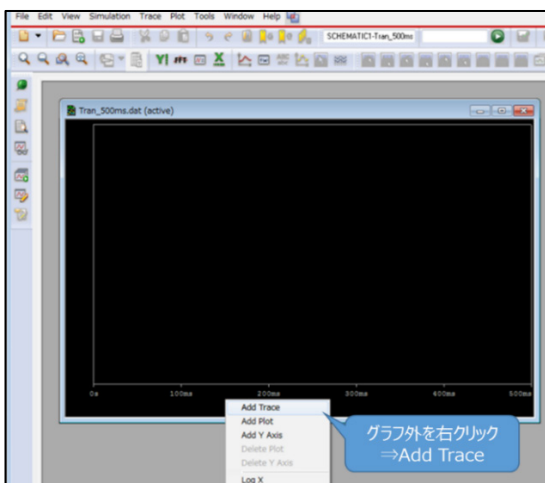 File Edit View Simulation Trace Plot Tools Window Help
SCHEMATIC1-Tran_500ms
Tran_500ms.dat (active)
0s 100ms 200ms 300ms 400ms 500ms
Add Trace
Add Plot
Add Y Axis
Delete Plot
Delete Y Axis
Log X
グラフ外を右クリック
⇒Add Trace